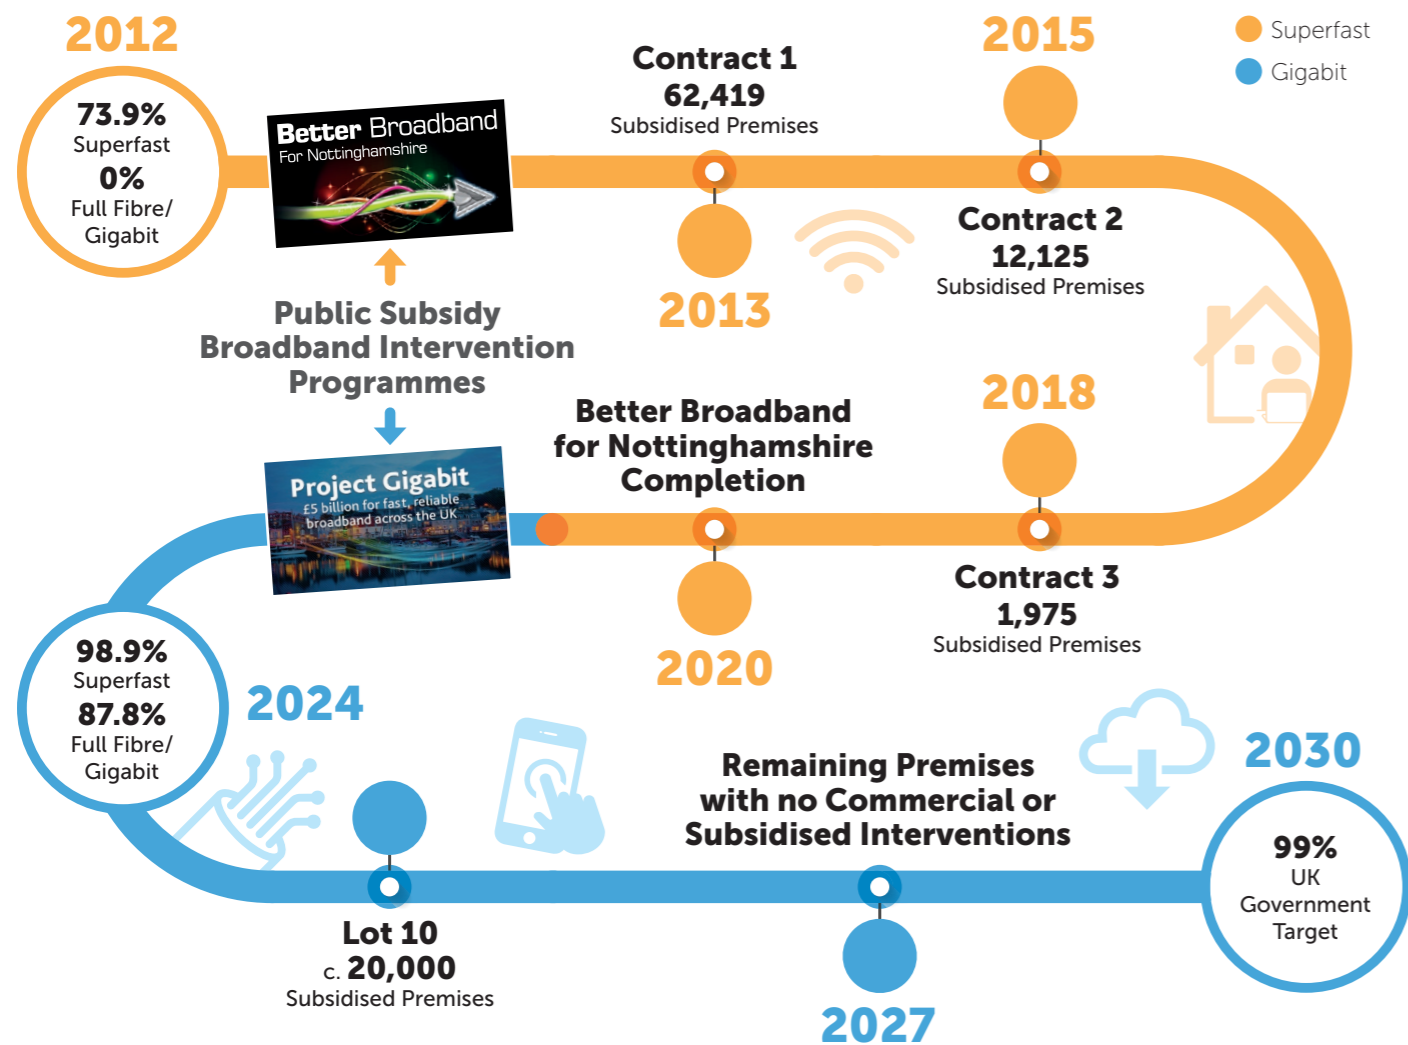 2012
73.9%
Superfast
0%
Full Fibre/
Gigabit
Better Broadband
For Nottinghamshire
Contract 1
62,419
Subsidised Premises
2013
2015
Contract 2
12,125
Subsidised Premises
Superfast
Gigabit
Public Subsidy
Broadband Intervention
Programmes
2018
Contract 3
1,975
Subsidised Premises
Better Broadband
for Nottinghamshire
Completion
2020
Project Gigabit
£5 billion for fast, reliable
broadband across the UK
98.9%
Superfast
87.8%
Full Fibre/
Gigabit
2024
Lot 10
c. 20,000
Subsidised Premises
Remaining Premises
with no Commercial or
Subsidised Interventions
2027
2030
99%
UK
Government
Target